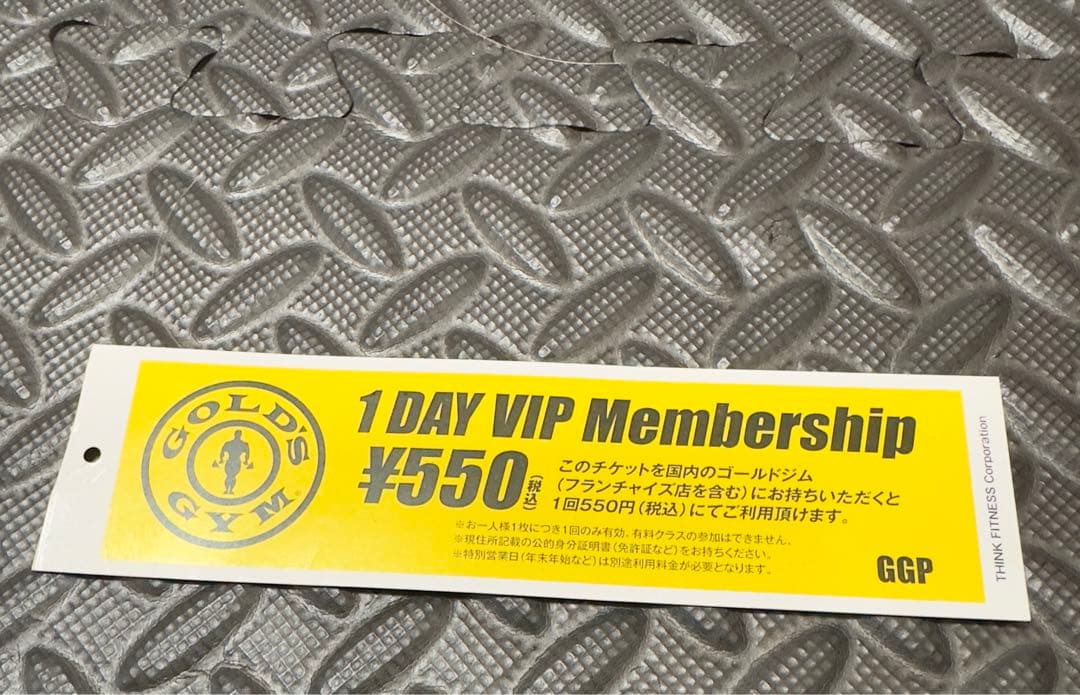 GOLD'S
GYM®
1 DAY VIP Membership
¥550(税込)
このチケットを国内のゴールドジム
(フランチャイズ店を含む)にお持ちいただくと
1回550円(税込)にてご利用頂けます。
※お一人様1枚につき1回のみ有効。有料クラスの参加はできません。
※現住所記載の公的身分証明書(免許証など)をお持ちください。
※特別営業日(年末年始など)は別途利用料金が必要となります。
GGP
THINK FITNESS Corporation